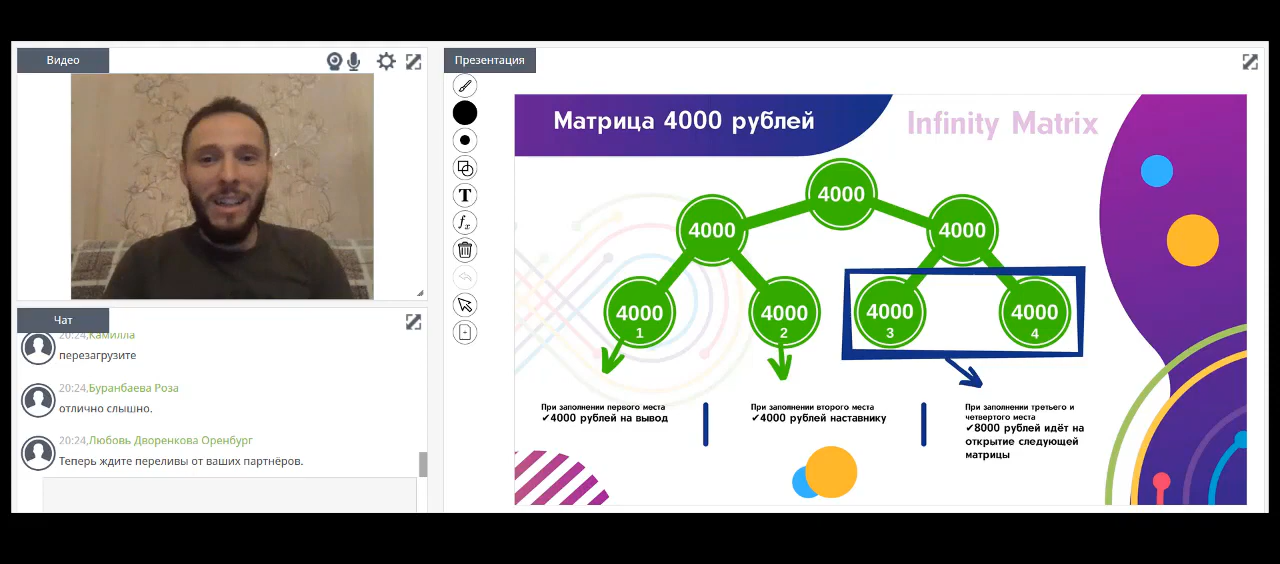 Видео
Чат
20:24,Камилла
перезагрузите
20:24,Буранбаева Роза
отлично слышно.
20:24,Любовь Дворенкова Оренбург
Теперь ждите переливы от ваших партнёров.
Презентация
T
fx
Матрица 4000 рублей
Infinity Matrix
4000
4000
4000
4000
1
4000
2
4000
3
4000
4
При заполнении первого места
✔4000 рублей на вывод
При заполнении второго места
✔4000 рублей наставнику
При заполнении третьего и
четвертого места
✔8000 рублей идёт на
открытие следующей
матрицы